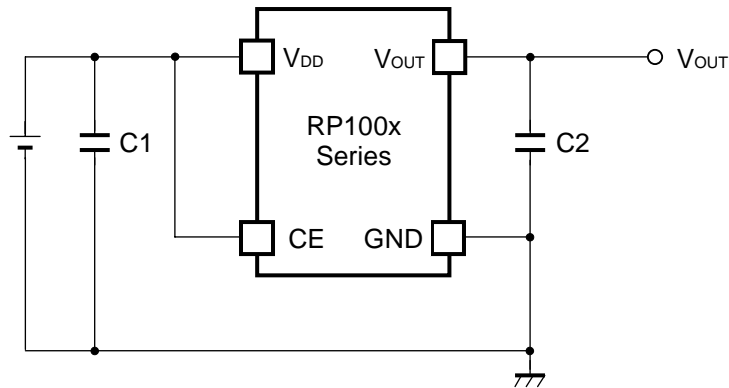 VDD
VOUT
VOUT
RP100x
Series
C1
C2
CE
GND